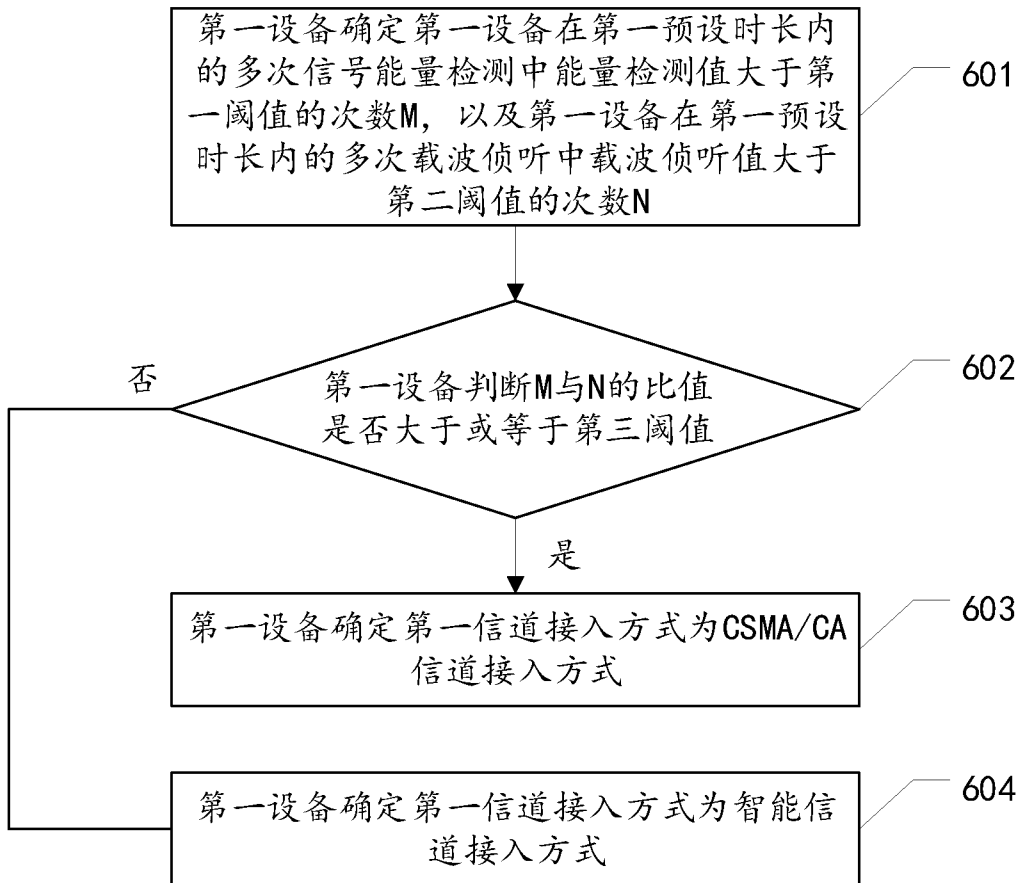 第一设备确定第一设备在第一预设时长内
的多次信号能量检测中能量检测值大于第
一阈值的次数M，以及第一设备在第一预设
时长内的多次载波侦听中载波侦听值大于
第二阈值的次数N
601
否
第一设备判断M与N的比值
是否大于或等于第三阈值
602
是
第一设备确定第一信道接入方式为CSMA/CA
信道接入方式
603
第一设备确定第一信道接入方式为智能信
道接入方式
604